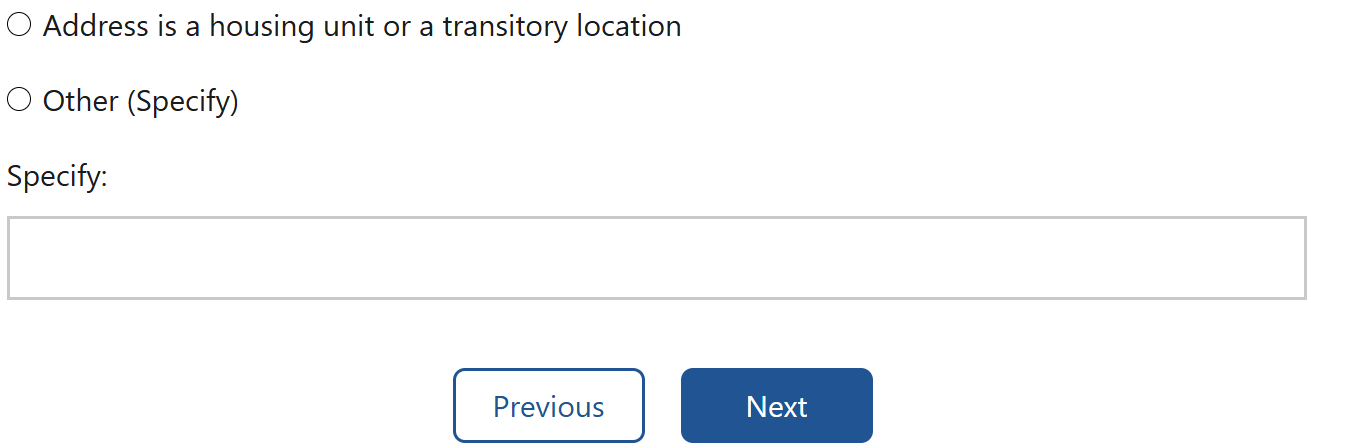 Address is a housing unit or a transitory location
Other (Specify)
Specify:
Previous Next